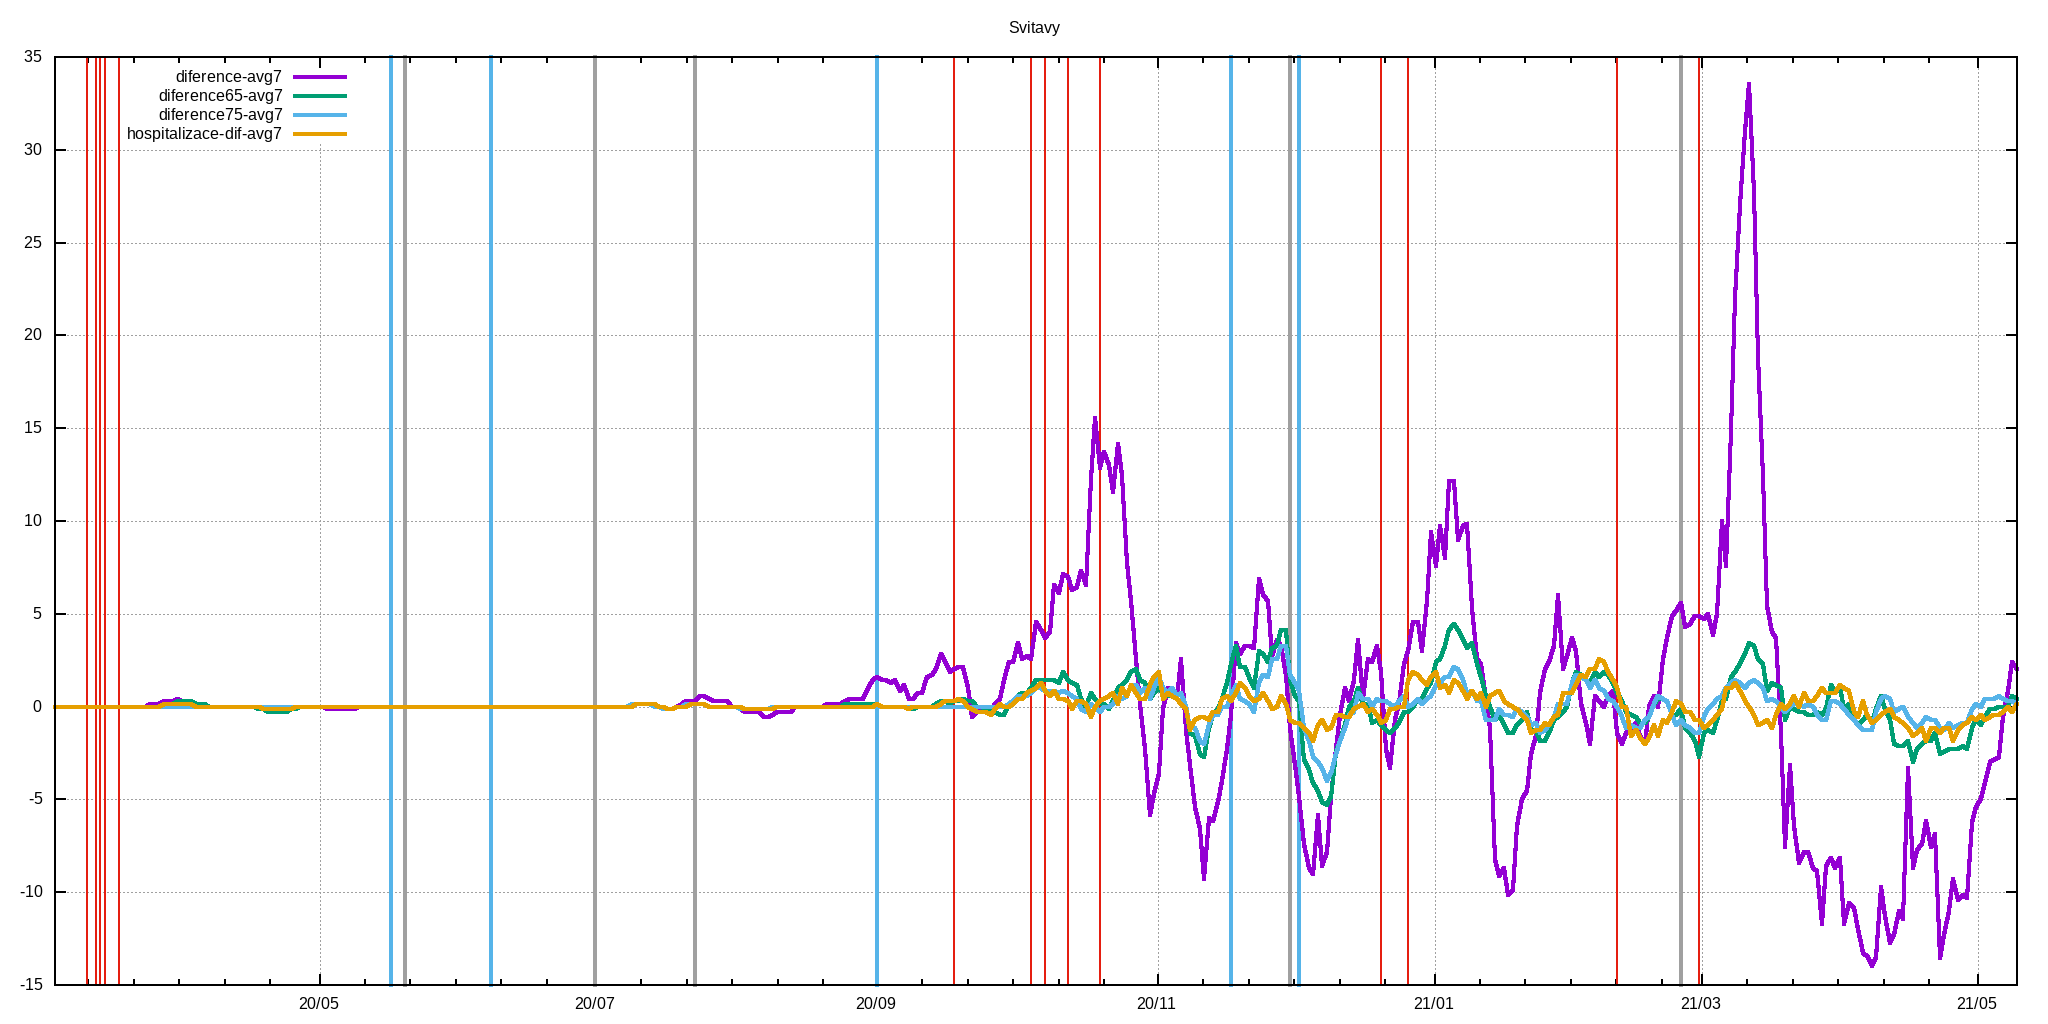 Svitavy
35
30
25
20
15
10
5
0
-5
-10
-15
diference-avg7
diference65-avg7
diference75-avg7
hospitalizace-dif-avg7
20/05 20/07 20/09 20/11 21/01 21/03 21/05